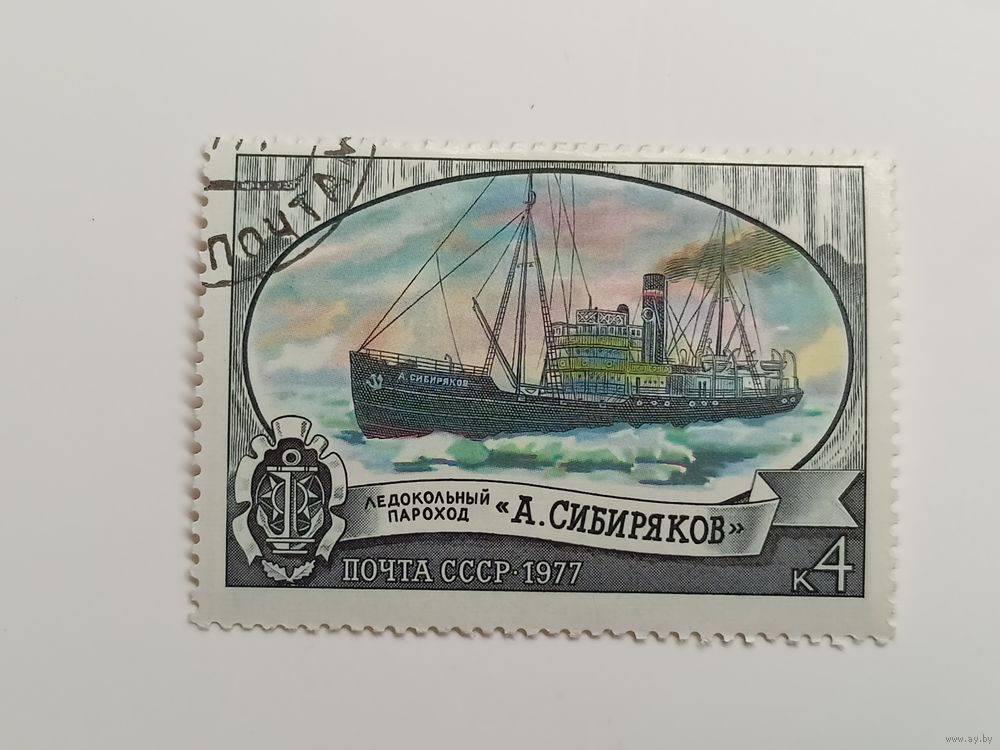 ПОЧТА
А. СИБИРЯКОВ
ЛЕДОКОЛЬНЫЙ
ПАРОХОД «А.СИБИРЯКОВ»
ПОЧТА СССР·1977
К4
www.ay.by